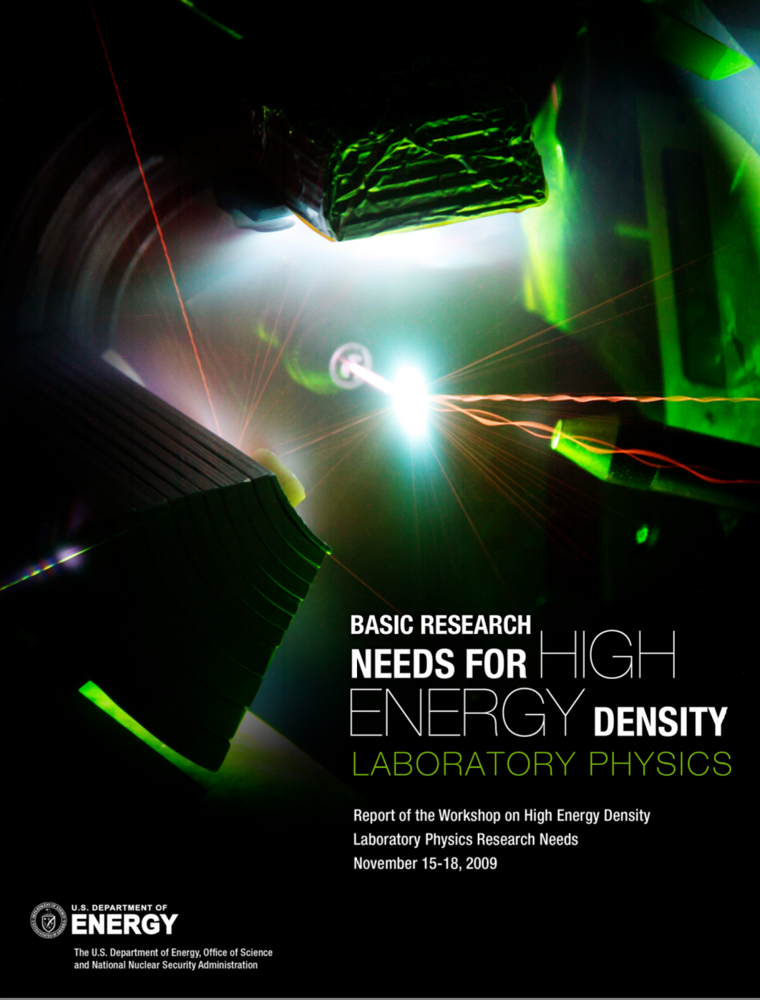 BASIC RESEARCH
NEEDS FOR HIGH
ENERGY DENSITY
LABORATORY PHYSICS
Report of the Workshop on High Energy Density
Laboratory Physics Research Needs
November 15-18, 2009
U.S. DEPARTMENT OF
ENERGY
The U.S. Department of Energy, Office of Science
and National Nuclear Security Administration